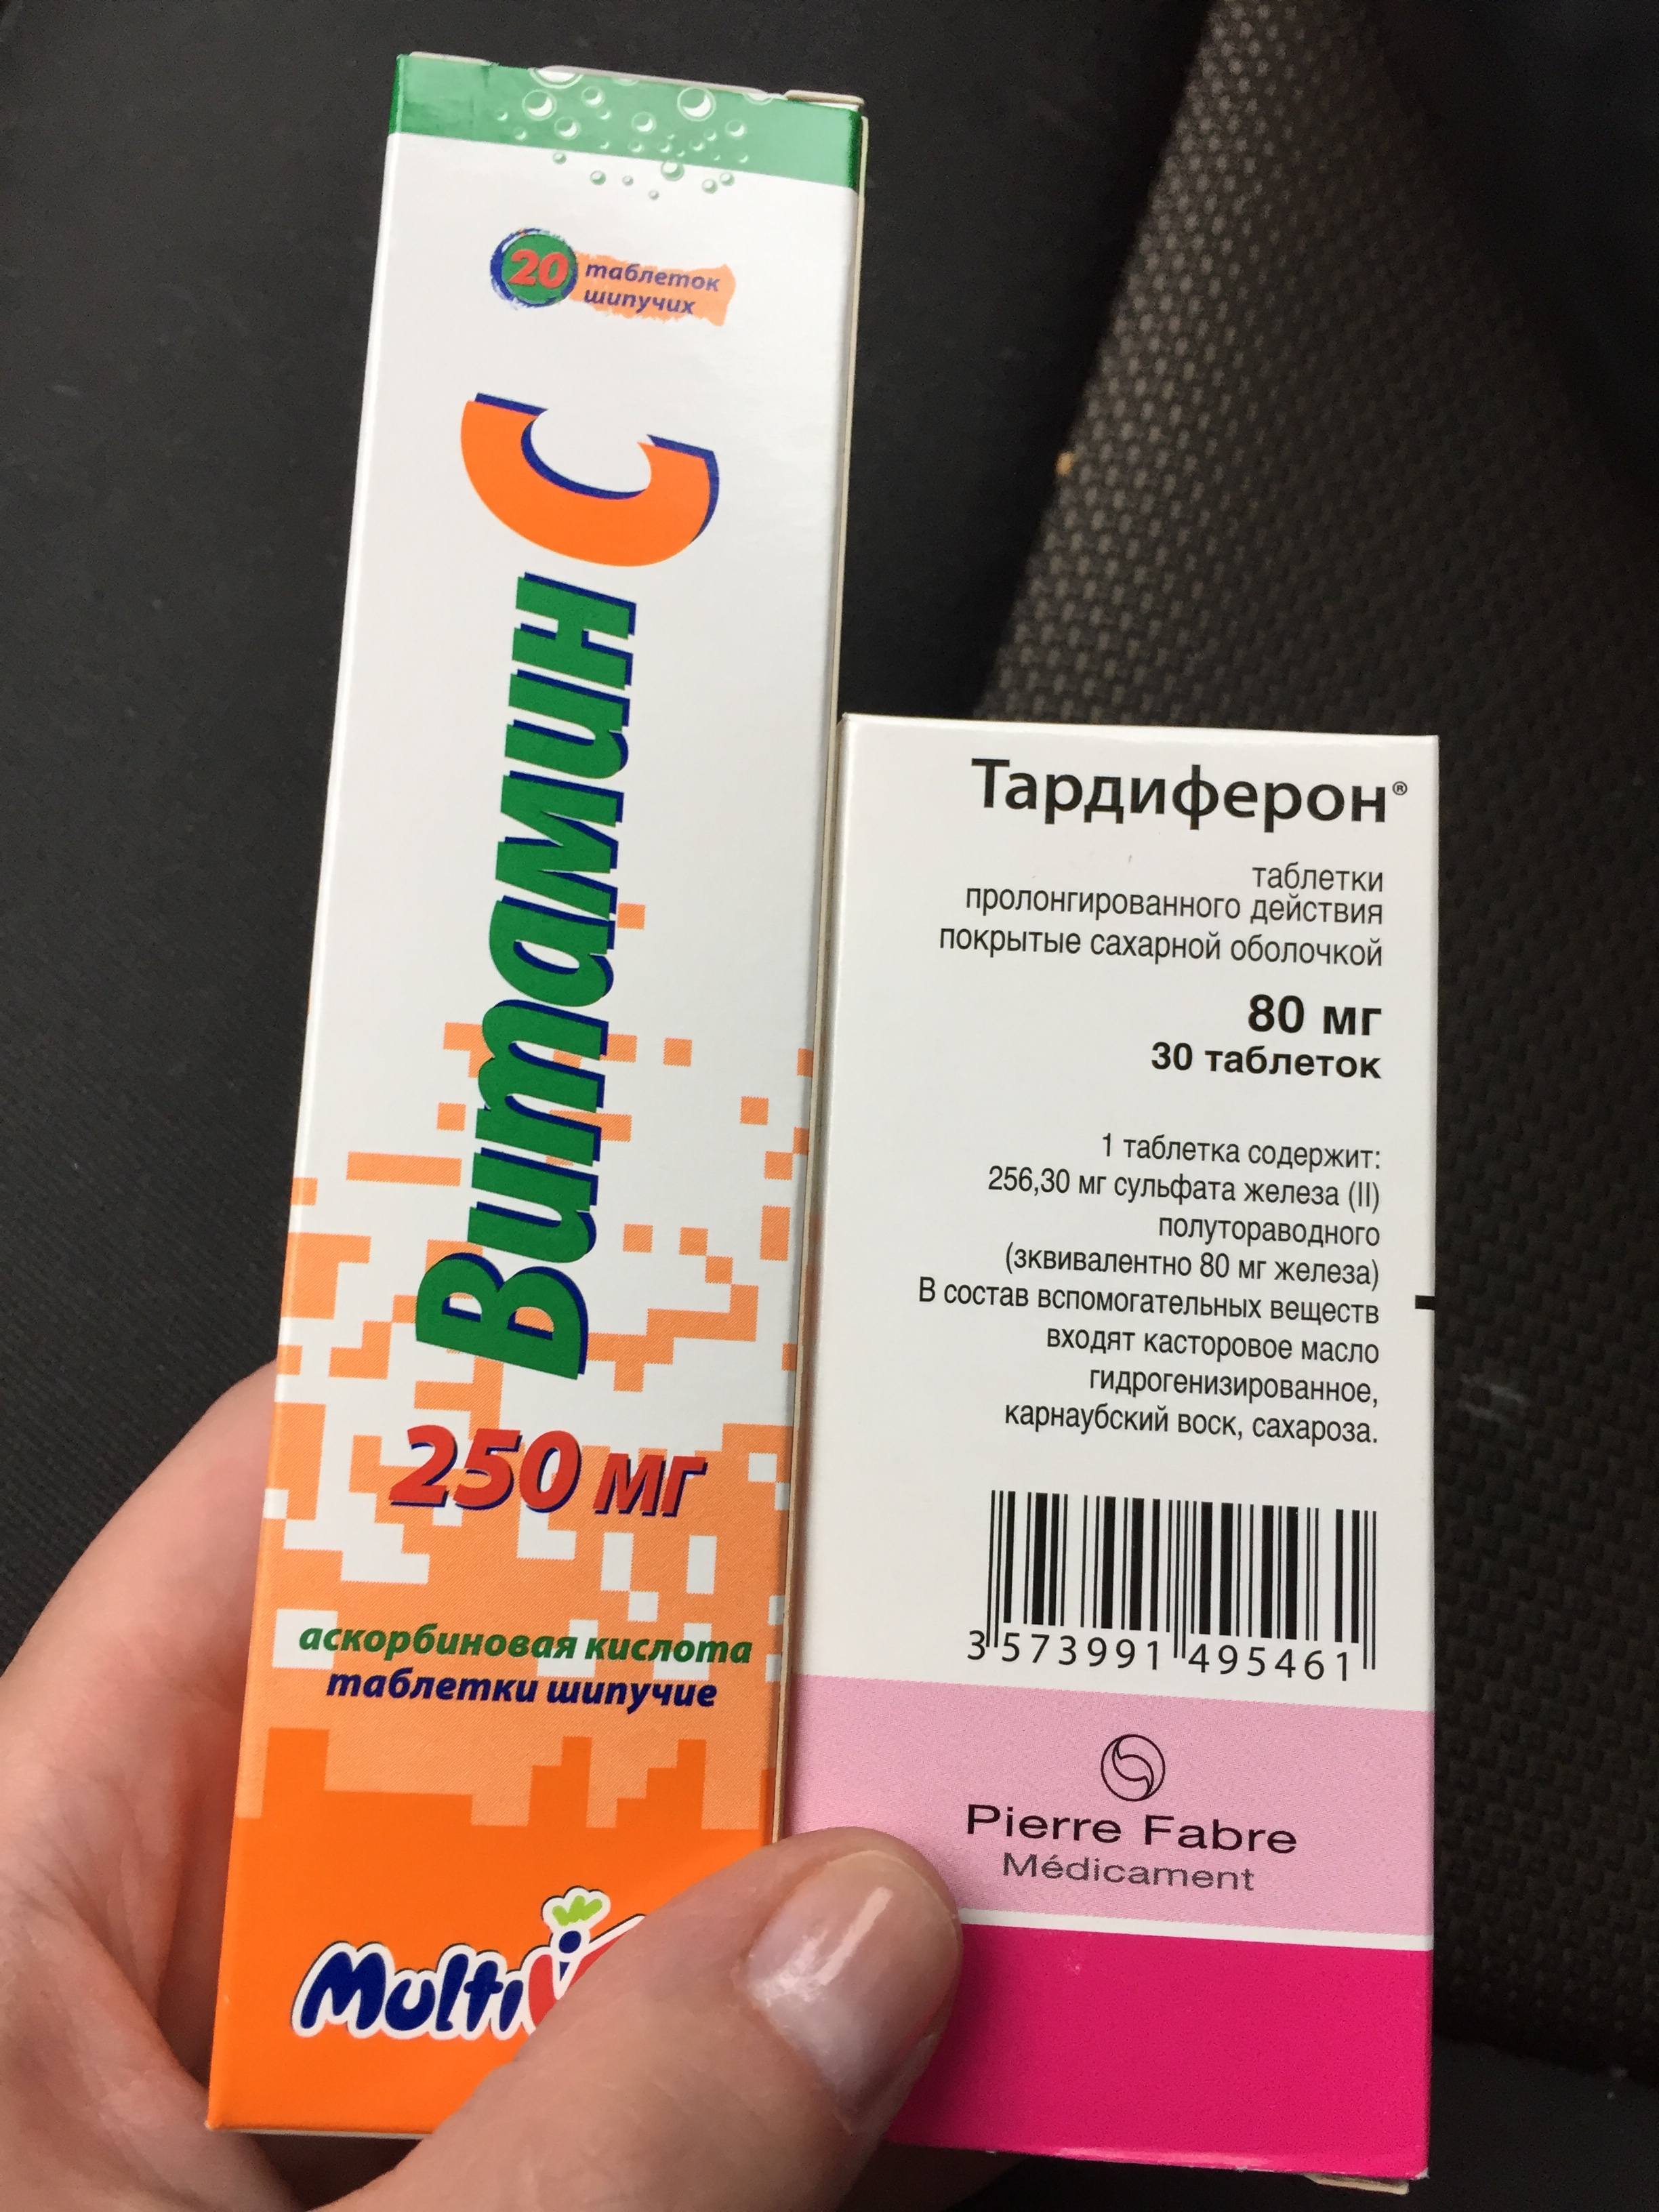 20 таблеток
шипучих
Витамин С
250 мг
аскорбиновая кислота
таблетки шипучие
Тардиферон®
таблетки
пролонгированного действия
покрытые сахарной оболочкой
80 мг
30 таблеток
1 таблетка содержит:
256,30 мг сульфата железа (II)
полутораводного
(зквивалентно 80 мг железа)
В состав вспомогательных веществ
входят касторовое масло
гидрогенизированное,
карнаубский воск, сахароза.
3 573991 495461
Pierre Fabre
Médicament